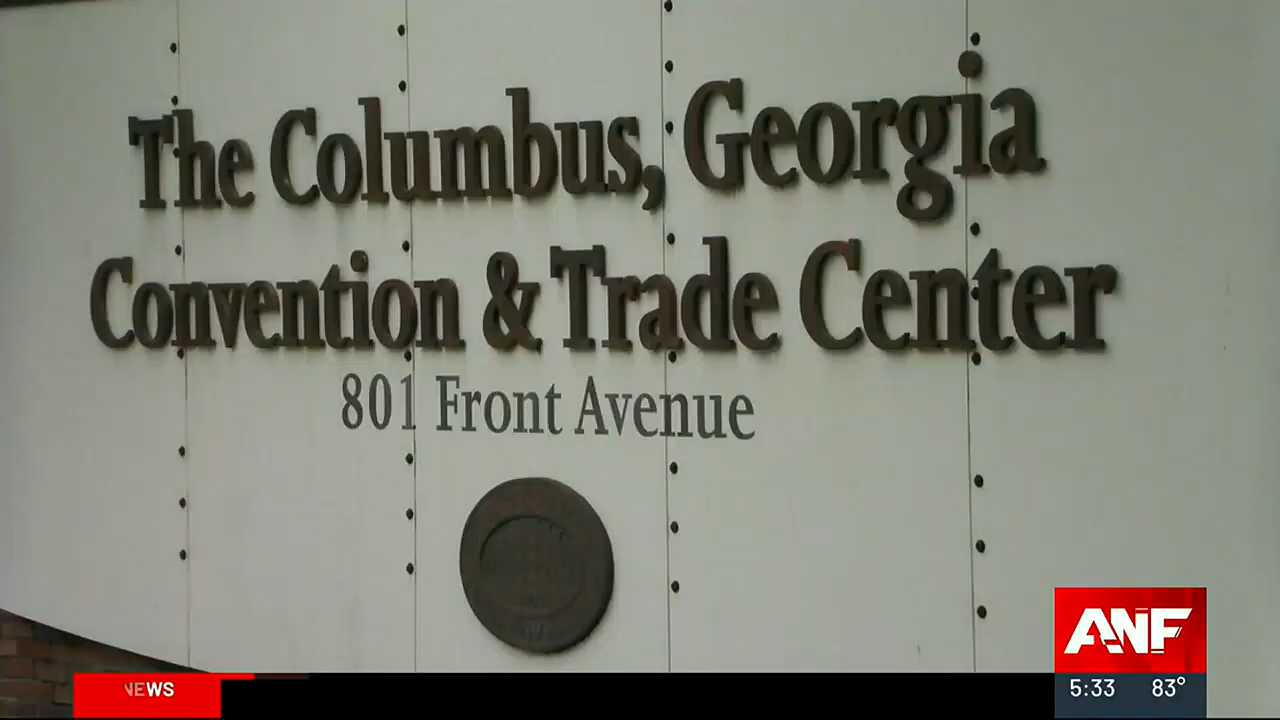 The Columbus, Georgia
Convention & Trade Center
801 Front Avenue
ANF
NEWS
5:33 83°